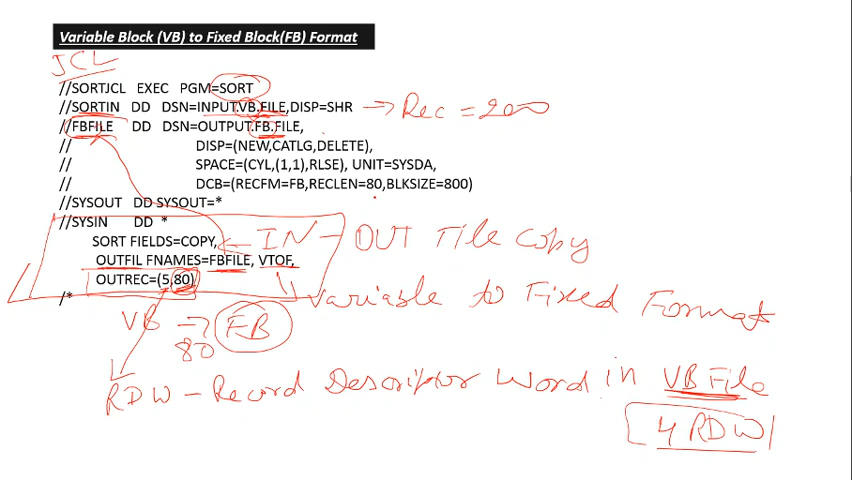 Variable Block (VB) to Fixed Block(FB) Format
JCL
//SORTJCL EXEC PGM=SORT
//SORTIN DD DSN=INPUT.VB.FILE,DISP=SHR → Rec = 2000
//FBFILE DD DSN=OUTPUT.FB.FILE,
// DISP=(NEW,CATLG,DELETE),
// SPACE=(CYL,(1,1),RLSE), UNIT=SYSDA,
// DCB=(RECFM=FB,RECLEN=80,BLKSIZE=800)
//SYSOUT DD SYSOUT=*
//SYSIN DD *
SORT FIELDS=COPY, ← IN - OUT File Copy
OUTFIL FNAMES=FBFILE, VTOF,
OUTREC=(5,80)
/*
Variable to Fixed Format
VB → FB
80
RDW - Record Descriptor Word in VB File
4 RDW